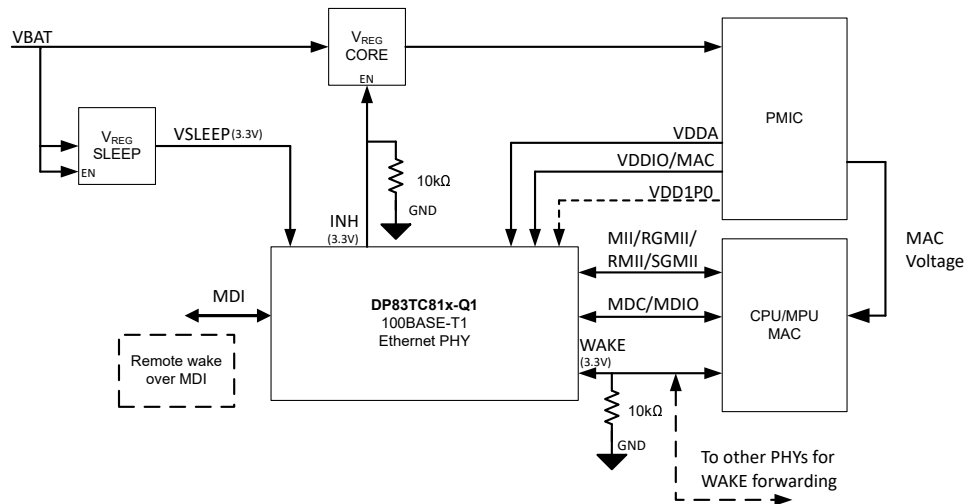 VBAT
VREG
CORE
EN
VREG
SLEEP
EN
VSLEEP(3.3V)
10kΩ
GND
INH
(3.3V)
PMIC
VDDA
VDDIO/MAC
VDD1P0
MAC
Voltage
MII/RGMII/
RMII/SGMII
MDI
DP83TC81x-Q1
100BASE-T1
Ethernet PHY
MDC/MDIO
CPU/MPU
MAC
WAKE
(3.3V)
Remote wake
over MDI
10kΩ
GND
To other PHYs for
WAKE forwarding